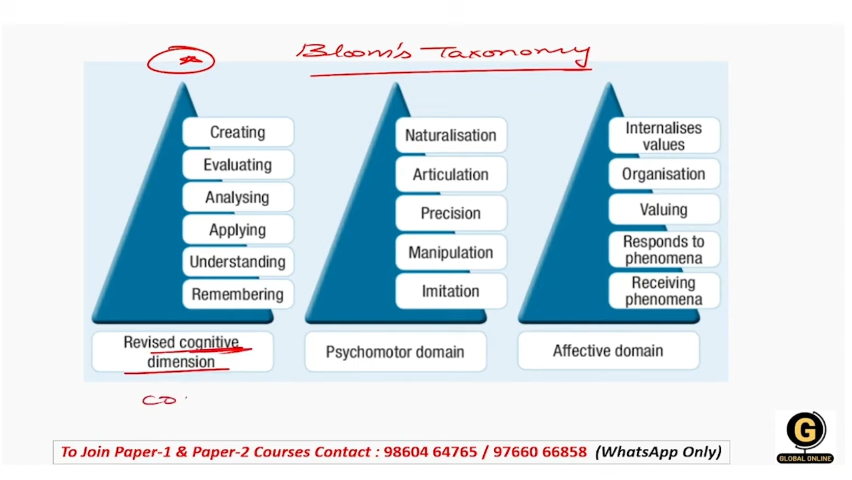 Bloom's Taxonomy
Creating
Evaluating
Analysing
Applying
Understanding
Remembering
Revised cognitive
dimension
Naturalisation
Articulation
Precision
Manipulation
Imitation
Psychomotor domain
Internalises
values
Organisation
Valuing
Responds to
phenomena
Receiving
phenomena
Affective domain
co
To Join Paper-1 & Paper-2 Courses Contact : 98604 64765 / 97660 66858 (WhatsApp Only)
G
GLOBAL ONLINE